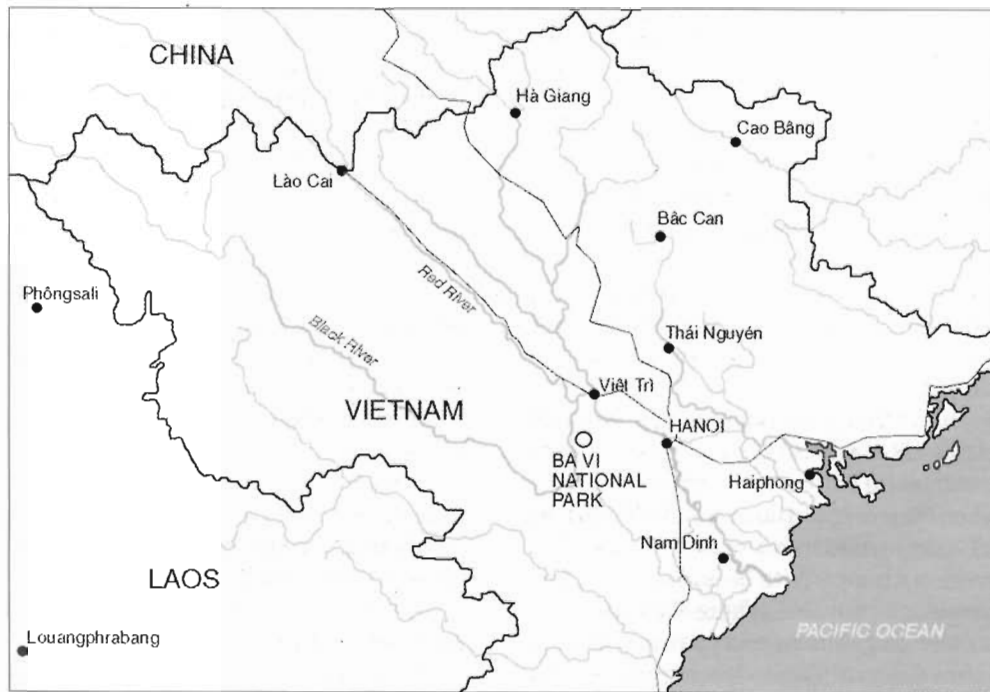 CHINA
Hà Giang
Cao Bâng
Lào Cai
Bâc Can
Red River
Phôngsali
Black River
Thái Nguyén
Viêt Trì
VIETNAM
HANOI
BA VI
NATIONAL
PARK
Haiphong
Nam Dinh
LAOS
PACIFIC OCEAN
Louangphrabang